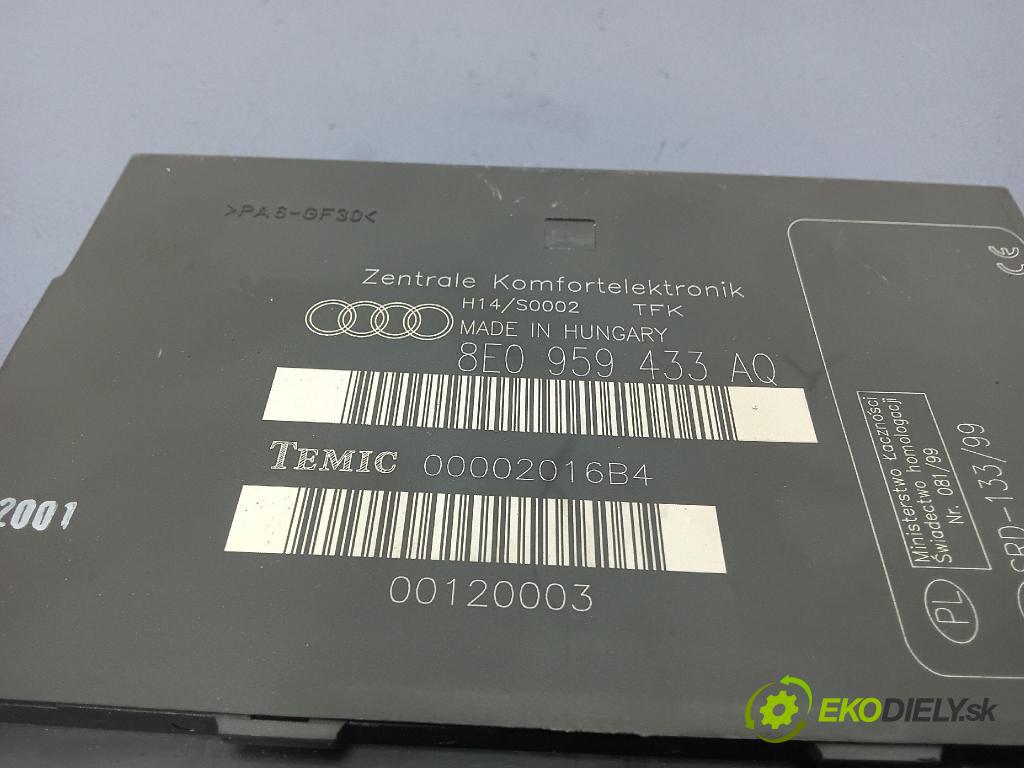 >PA6-GF30<
Zentrale Komfortelektronik
H14/S0002 TFK
MADE IN HUNGARY
8E0 959 433 AQ
TEMIC 00002016B4
2001
00120003
CE
Ministerstwo Łączności
Świadectwo homologacji
Nr. 081/99
PL
133/99
EKODIELY.sk